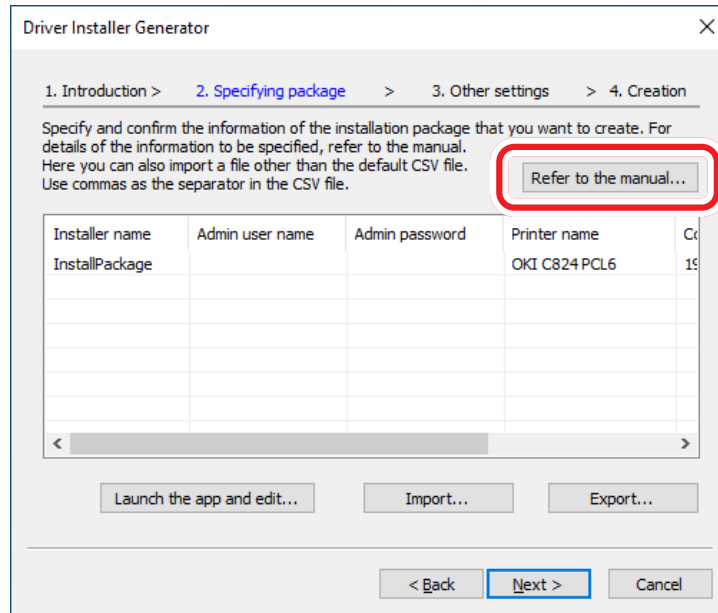 Driver Installer Generator
1. Introduction > 2. Specifying package > 3. Other settings > 4. Creation
Specify and confirm the information of the installation package that you want to create. For
details of the information to be specified, refer to the manual.
Here you can also import a file other than the default CSV file.
Use commas as the separator in the CSV file.
Refer to the manual...
Installer name Admin user name Admin password Printer name
InstallPackage OKI C824 PCL6 19
Launch the app and edit... Import... Export...
< Back Next > Cancel